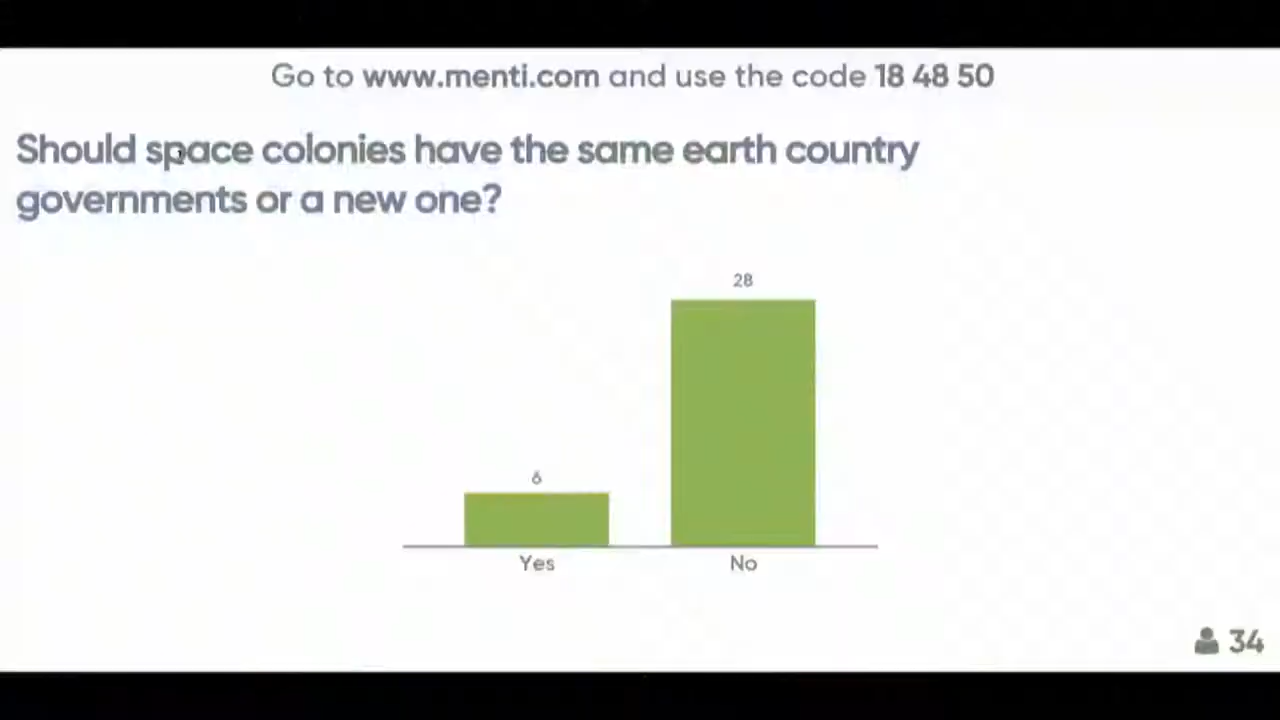 Go to www.menti.com and use the code 18 48 50
Should space colonies have the same earth country
governments or a new one?
28
6
Yes
No
34